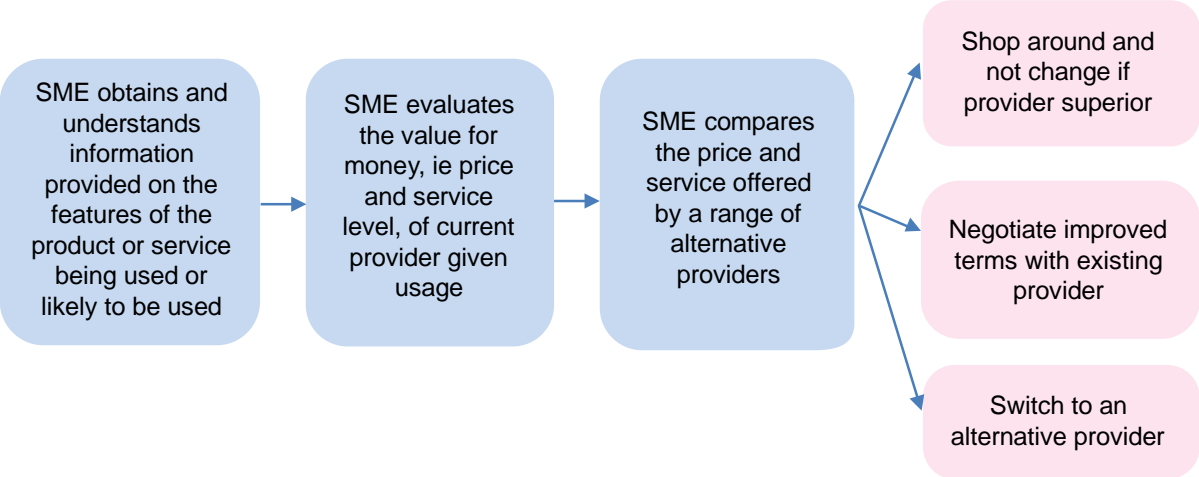 SME obtains and
understands
information
provided on the
features of the
product or service
being used or
likely to be used
SME evaluates
the value for
money, ie price
and service
level, of current
provider given
usage
SME compares
the price and
service offered
by a range of
alternative
providers
Shop around and
not change if
provider superior
Negotiate improved
terms with existing
provider
Switch to an
alternative provider